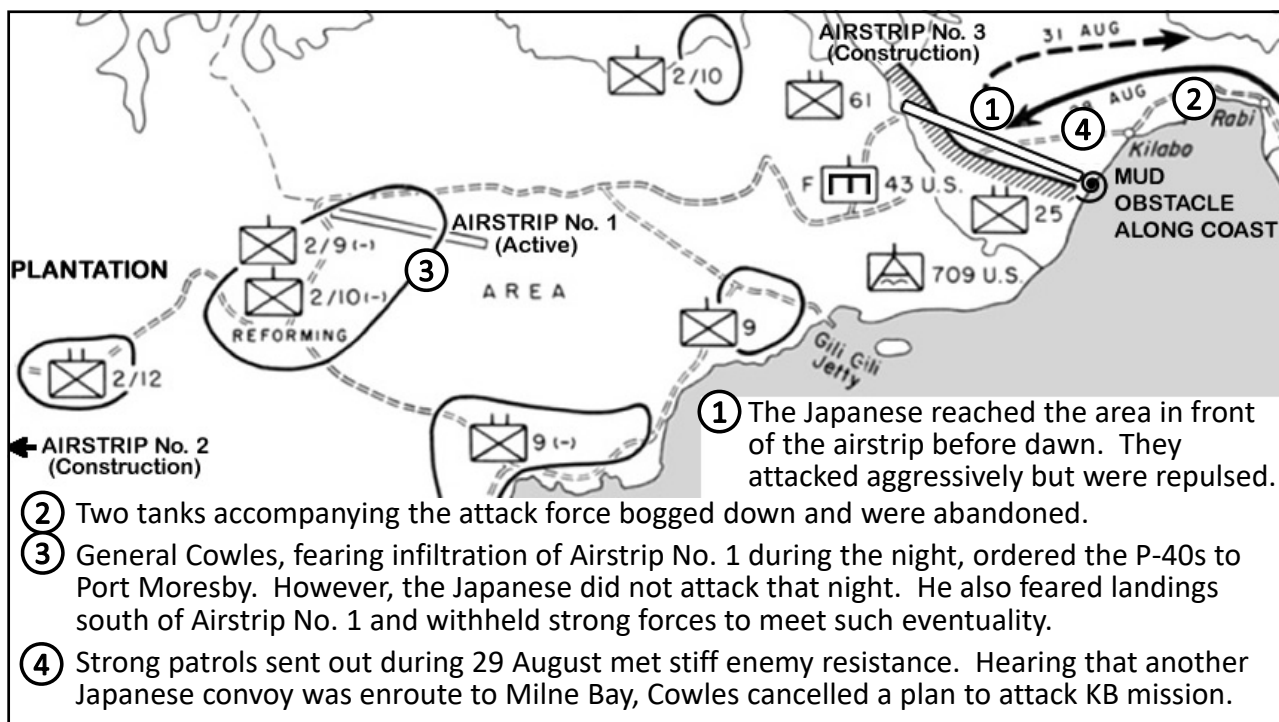 AIRSTRIP No. 3
(Construction)
31 AUG
2/10
61
1
AUG
4
2
Rabi
Kilabo
F
43 U.S.
MUD
OBSTACLE
ALONG COAST
25
AIRSTRIP No. 1
(Active)
2/9 (-)
3
PLANTATION
2/10 (-)
AREA
709 U.S.
REFORMING
9
Gili Gili
Jetty
2/12
9 (-)
AIRSTRIP No. 2
(Construction)
1 The Japanese reached the area in front
of the airstrip before dawn. They
attacked aggressively but were repulsed.
2 Two tanks accompanying the attack force bogged down and were abandoned.
3 General Cowles, fearing infiltration of Airstrip No. 1 during the night, ordered the P-40s to
Port Moresby. However, the Japanese did not attack that night. He also feared landings
south of Airstrip No. 1 and withheld strong forces to meet such eventuality.
4 Strong patrols sent out during 29 August met stiff enemy resistance. Hearing that another
Japanese convoy was enroute to Milne Bay, Cowles cancelled a plan to attack KB mission.